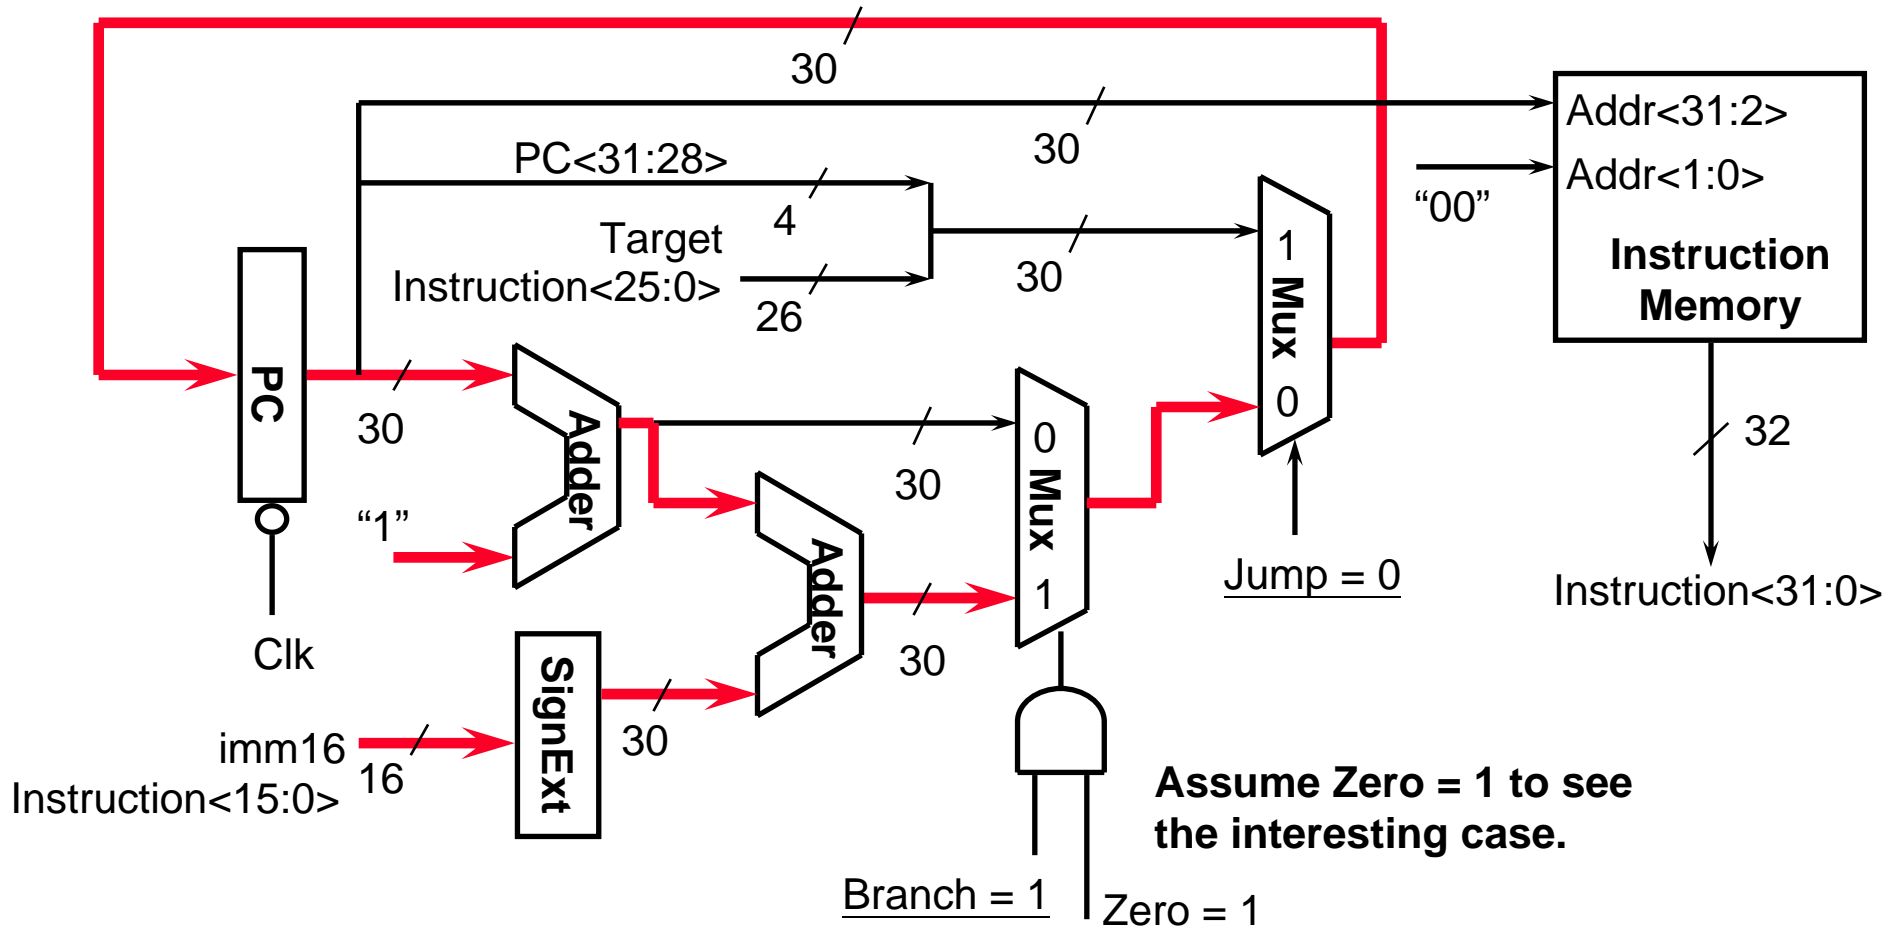 30
Addr<31:2>
30
PC<31:28>
Addr<1:0>
“00”
4
Target
Instruction<25:0>
26
30
1
Mux
0
Instruction
Memory
PC
30
Adder
“1”
30
0
Mux
1
32
Adder
Jump = 0
Instruction<31:0>
Clk
30
SignExt
30
imm16
16
Instruction<15:0>
Assume Zero = 1 to see
the interesting case.
Branch = 1
Zero = 1